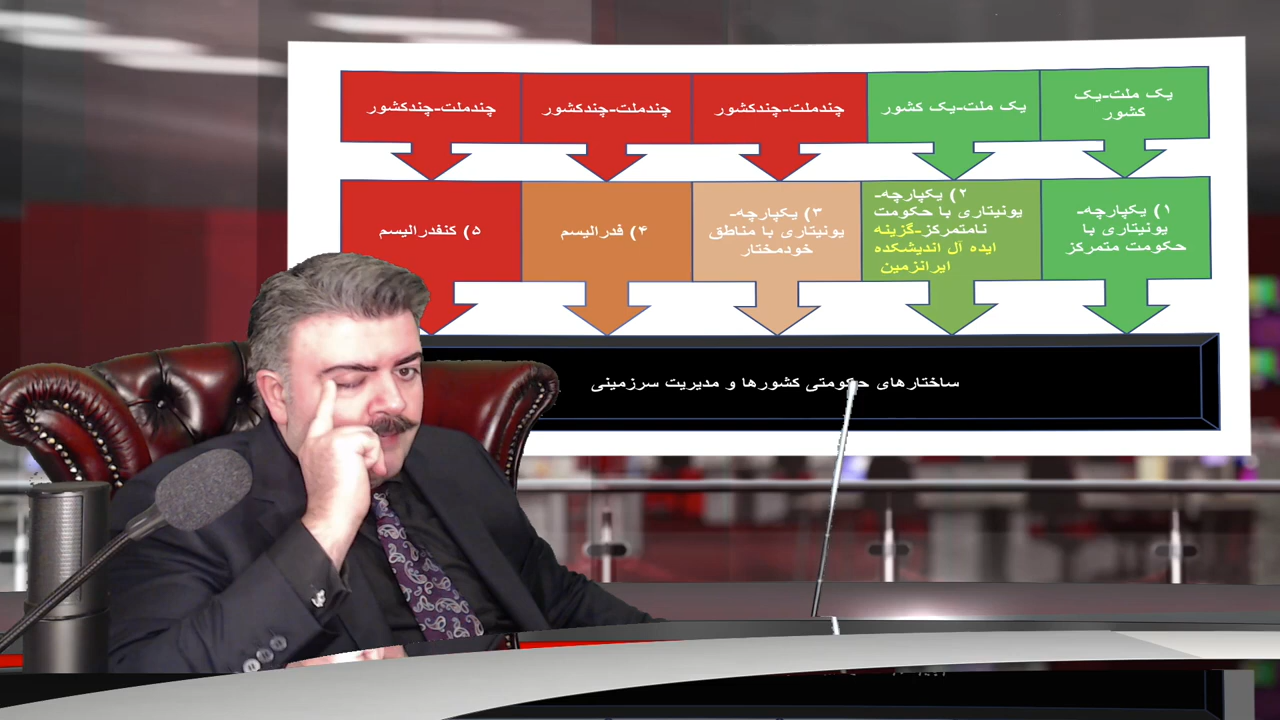 یک ملت-یک
کشور
یک ملت-یک کشور
چندملت-چندکشور
چندملت-چندکشور
چندملت-چندکشور
۱) یکپارچه-
یونیتاری با
حکومت متمرکز
۲) یکپارچه-
یونیتاری با حکومت
نامتمرکز-گزینه
ایده آل اندیشکده
ایرانزمین
۳) یکپارچه-
یونیتاری با مناطق
خودمختار
۴) فدرالیسم
۵) کنفدرالیسم
ساختارهای حکومتی کشورها و مدیریت سرزمینی